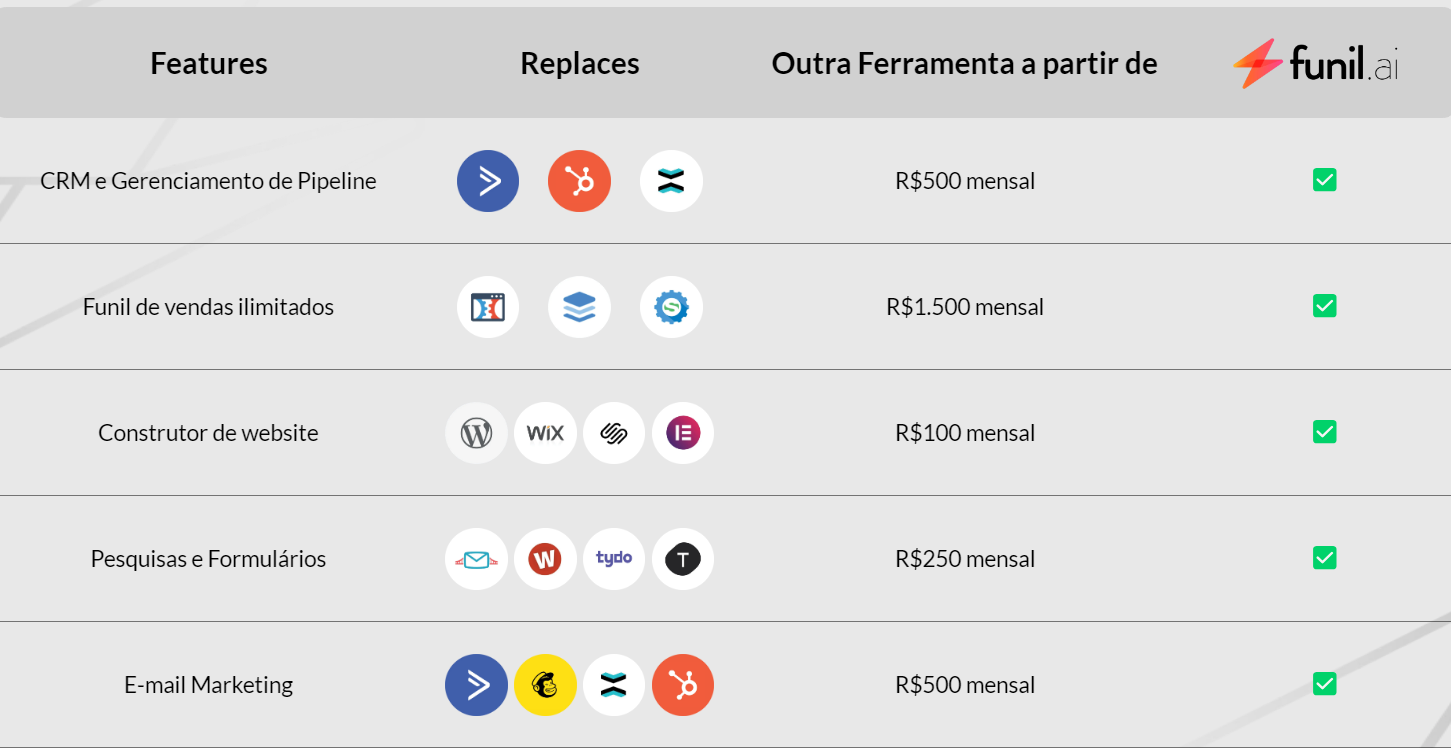 Features Replaces Outra Ferramenta a partir de funil.ai
CRM e Gerenciamento de Pipeline R$500 mensal
Funil de vendas ilimitados R$1.500 mensal
Construtor de website WIX R$100 mensal
Pesquisas e Formulários W tydo T R$250 mensal
E-mail Marketing R$500 mensal